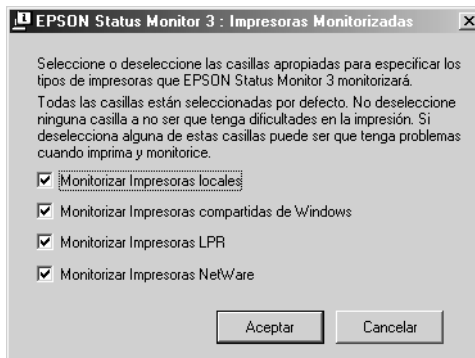 EPSON Status Monitor 3 : Impresoras Monitorizadas
Seleccione o deseleccione las casillas apropiadas para especificar los
tipos de impresoras que EPSON Status Monitor 3 monitorizará.
Todas las casillas están seleccionadas por defecto. No deseleccione
ninguna casilla a no ser que tenga dificultades en la impresión. Si
deselecciona alguna de estas casillas puede ser que tenga problemas
cuando imprima y monitorice.
Monitorizar Impresoras locales
Monitorizar Impresoras compartidas de Windows
Monitorizar Impresoras LPR
Monitorizar Impresoras NetWare
Aceptar Cancelar